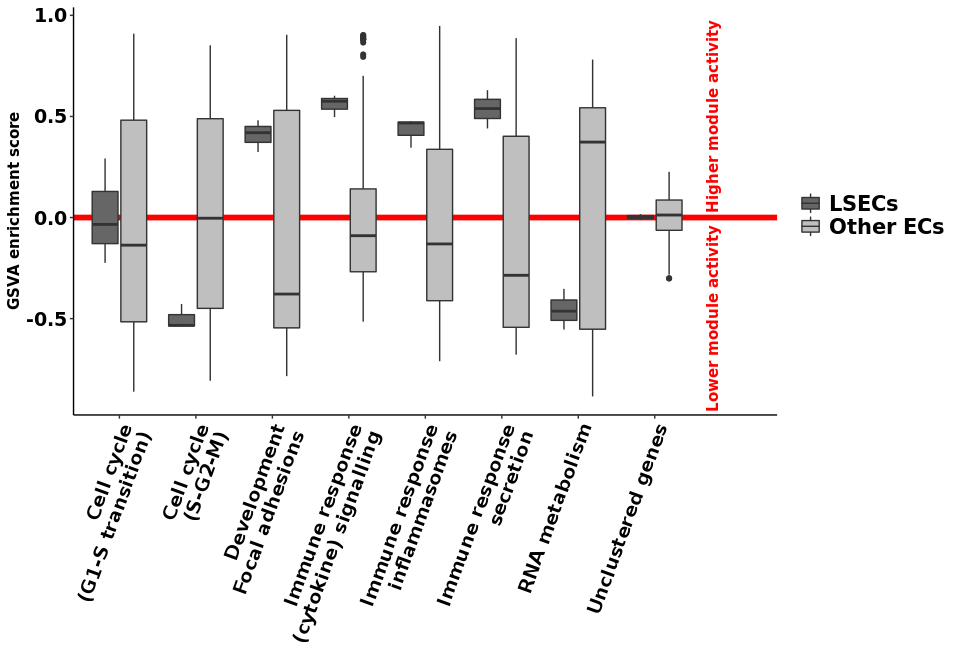 1.0
0.5
0.0
-0.5
GSVA enrichment score
Higher module activity
Lower module activity
LSECs
Other ECs
Cell cycle
(G1-S transition)
Cell cycle
(S-G2-M)
Development
Focal adhesions
Immune response
(cytokine) signalling
Immune response
inflammasomes
Immune response
secretion
RNA metabolism
Unclustered genes